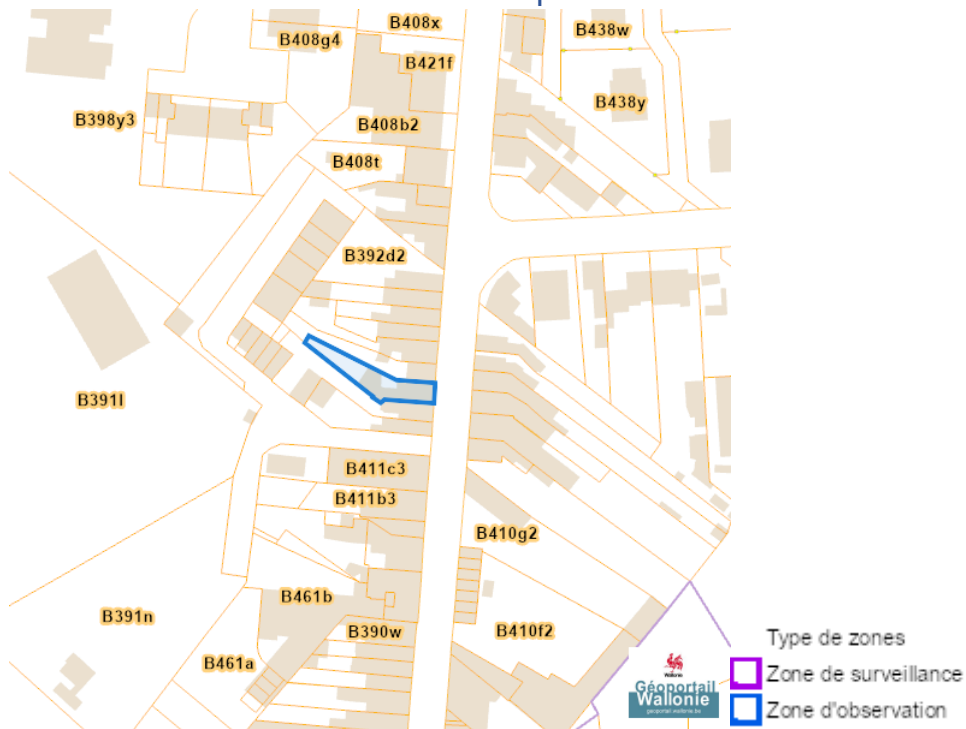 B408x
B438w
B408g4
B421f
B438y
B398y3
B408b2
B408t
B392d2
B391l
B411c3
B411b3
B410g2
B461b
B391n
B390w
B410f2
B461a
Type de zones
Zone de surveillance
Zone d'observation
Wallonie
Géoportail
Wallonie
geoportail.wallonie.be